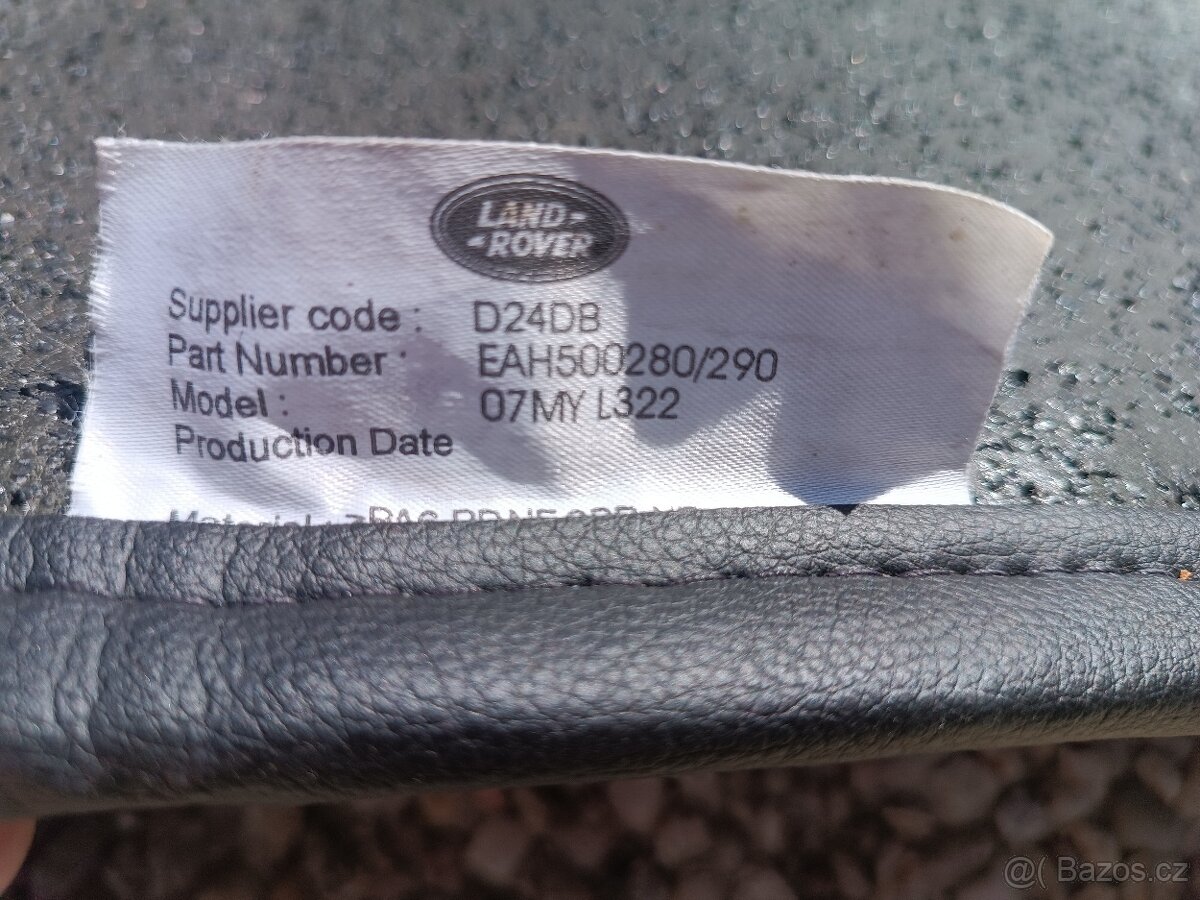 LAND-
-ROVER
Supplier code : D24DB
Part Number : EAH500280/290
Model : 07MY L322
Production Date
@( Bazos.cz